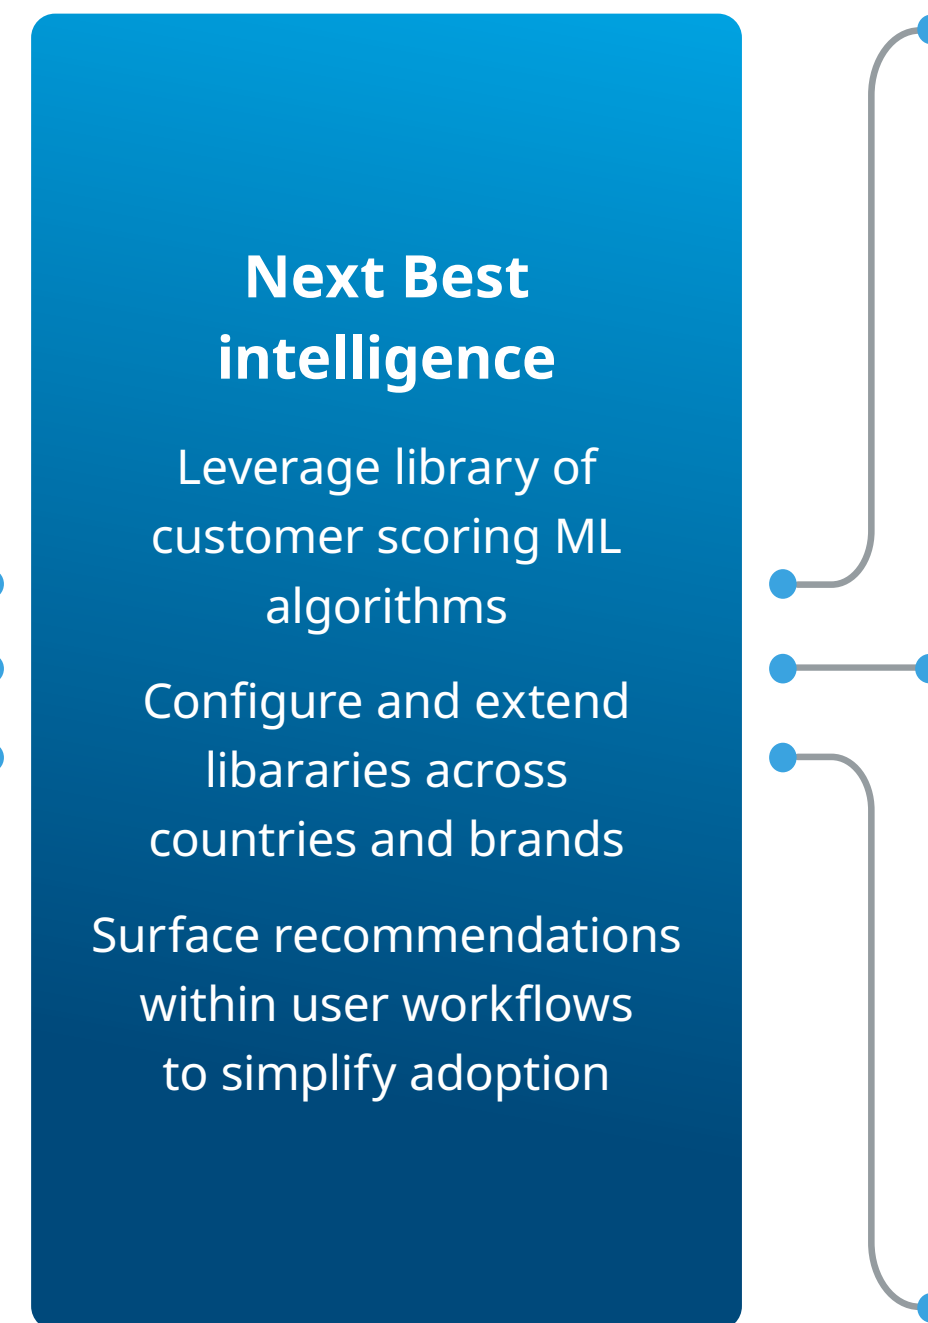 Next Best
intelligence
Leverage library of
customer scoring ML
algorithms
Configure and extend
libararies across
countries and brands
Surface recommendations
within user workflows
to simplify adoption